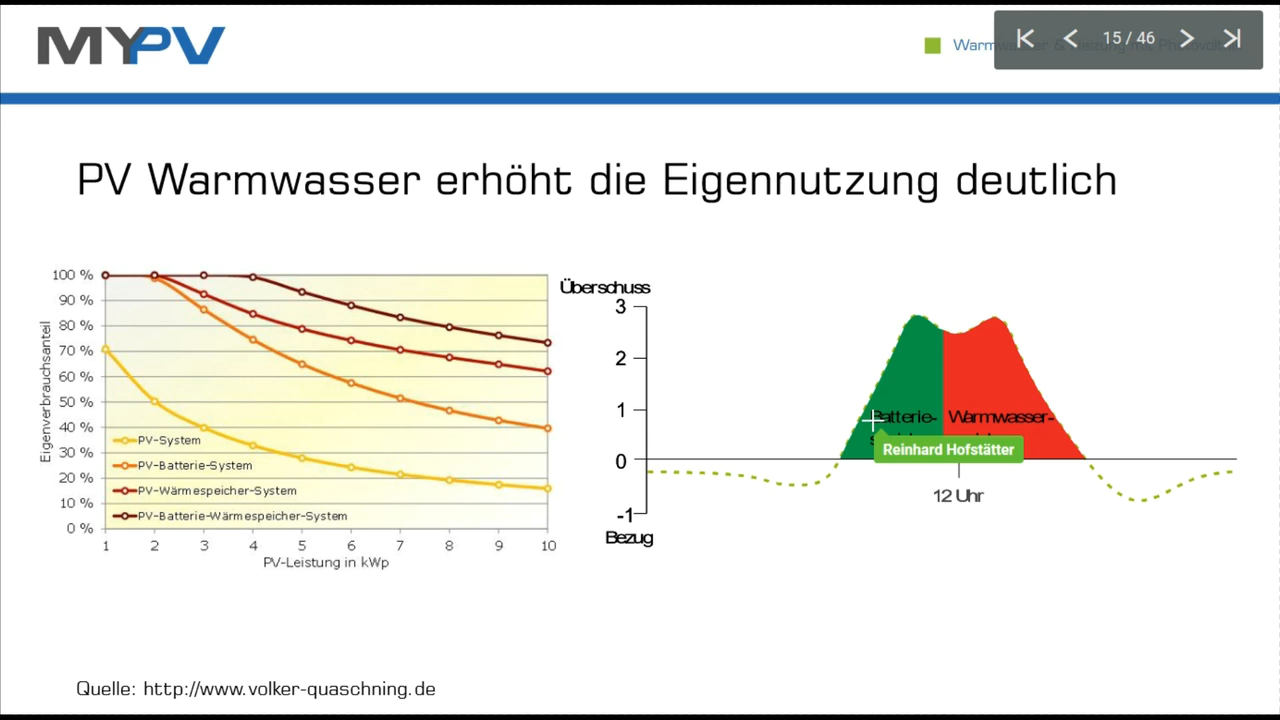 MYPV
15 / 46
PV Warmwasser erhöht die Eigennutzung deutlich
100 %
90 %
80 %
70 %
60 %
50 %
40 %
30 %
20 %
10 %
0 %
Eigenverbrauchsanteil
PV-System
PV-Batterie-System
PV-Wärmespeicher-System
PV-Batterie-Wärmespeicher-System
1 2 3 4 5 6 7 8 9 10
PV-Leistung in kWp
Überschuss
3
2
1
0
-1
Bezug
Batterie-
Warmwasser-
Reinhard Hofstätter
12 Uhr
Quelle: http://www.volker-quaschning.de